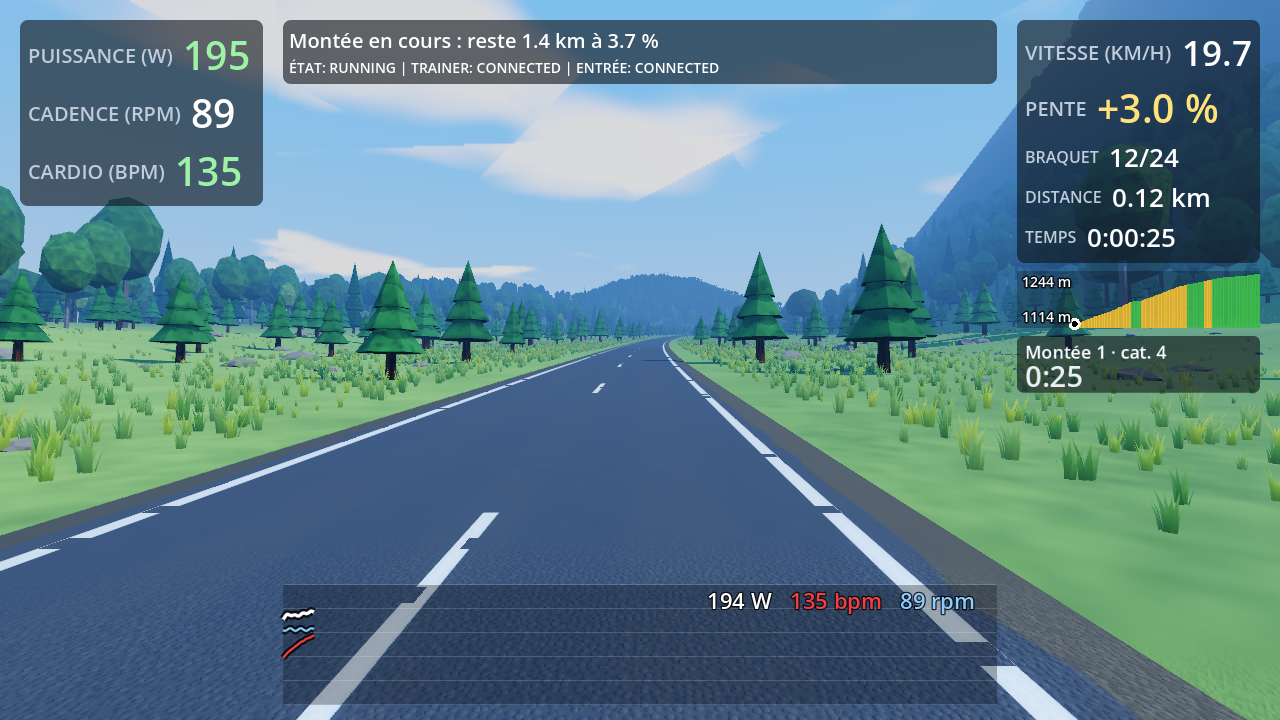 PUISSANCE (W) 195
CADENCE (RPM) 89
CARDIO (BPM) 135
Montée en cours : reste 1.4 km à 3.7 %
ÉTAT: RUNNING | TRAINER: CONNECTED | ENTRÉE: CONNECTED
VITESSE (KM/H) 19.7
PENTE +3.0 %
BRAQUET 12/24
DISTANCE 0.12 km
TEMPS 0:00:25
1244 m
1114 m
Montée 1 · cat. 4
0:25
194 W 135 bpm 89 rpm